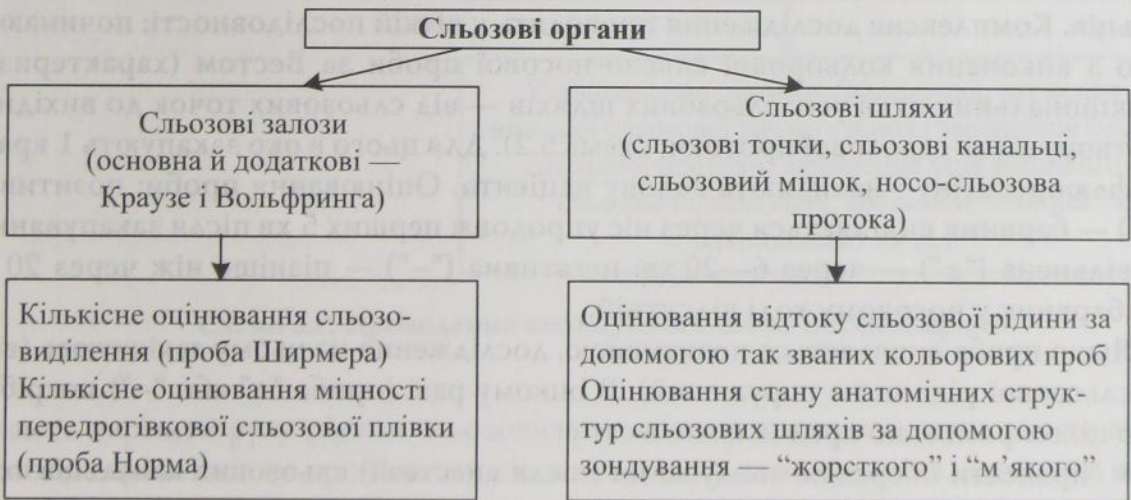 Сльозові органи
Сльозові залози
(основна й додаткові —
Краузе і Вольфринга)
Сльозові шляхи
(сльозові точки, сльозові канальці,
сльозовий мішок, носо-сльозова
протока)
Кількісне оцінювання сльозо-
виділення (проба Ширмера)
Кількісне оцінювання міцності
передрогівкової сльозової плівки
(проба Норма)
Оцінювання відтоку сльозової рідини за
допомогою так званих кольорових проб
Оцінювання стану анатомічних струк-
тур сльозових шляхів за допомогою
зондування — “жорсткого” і “м’якого”